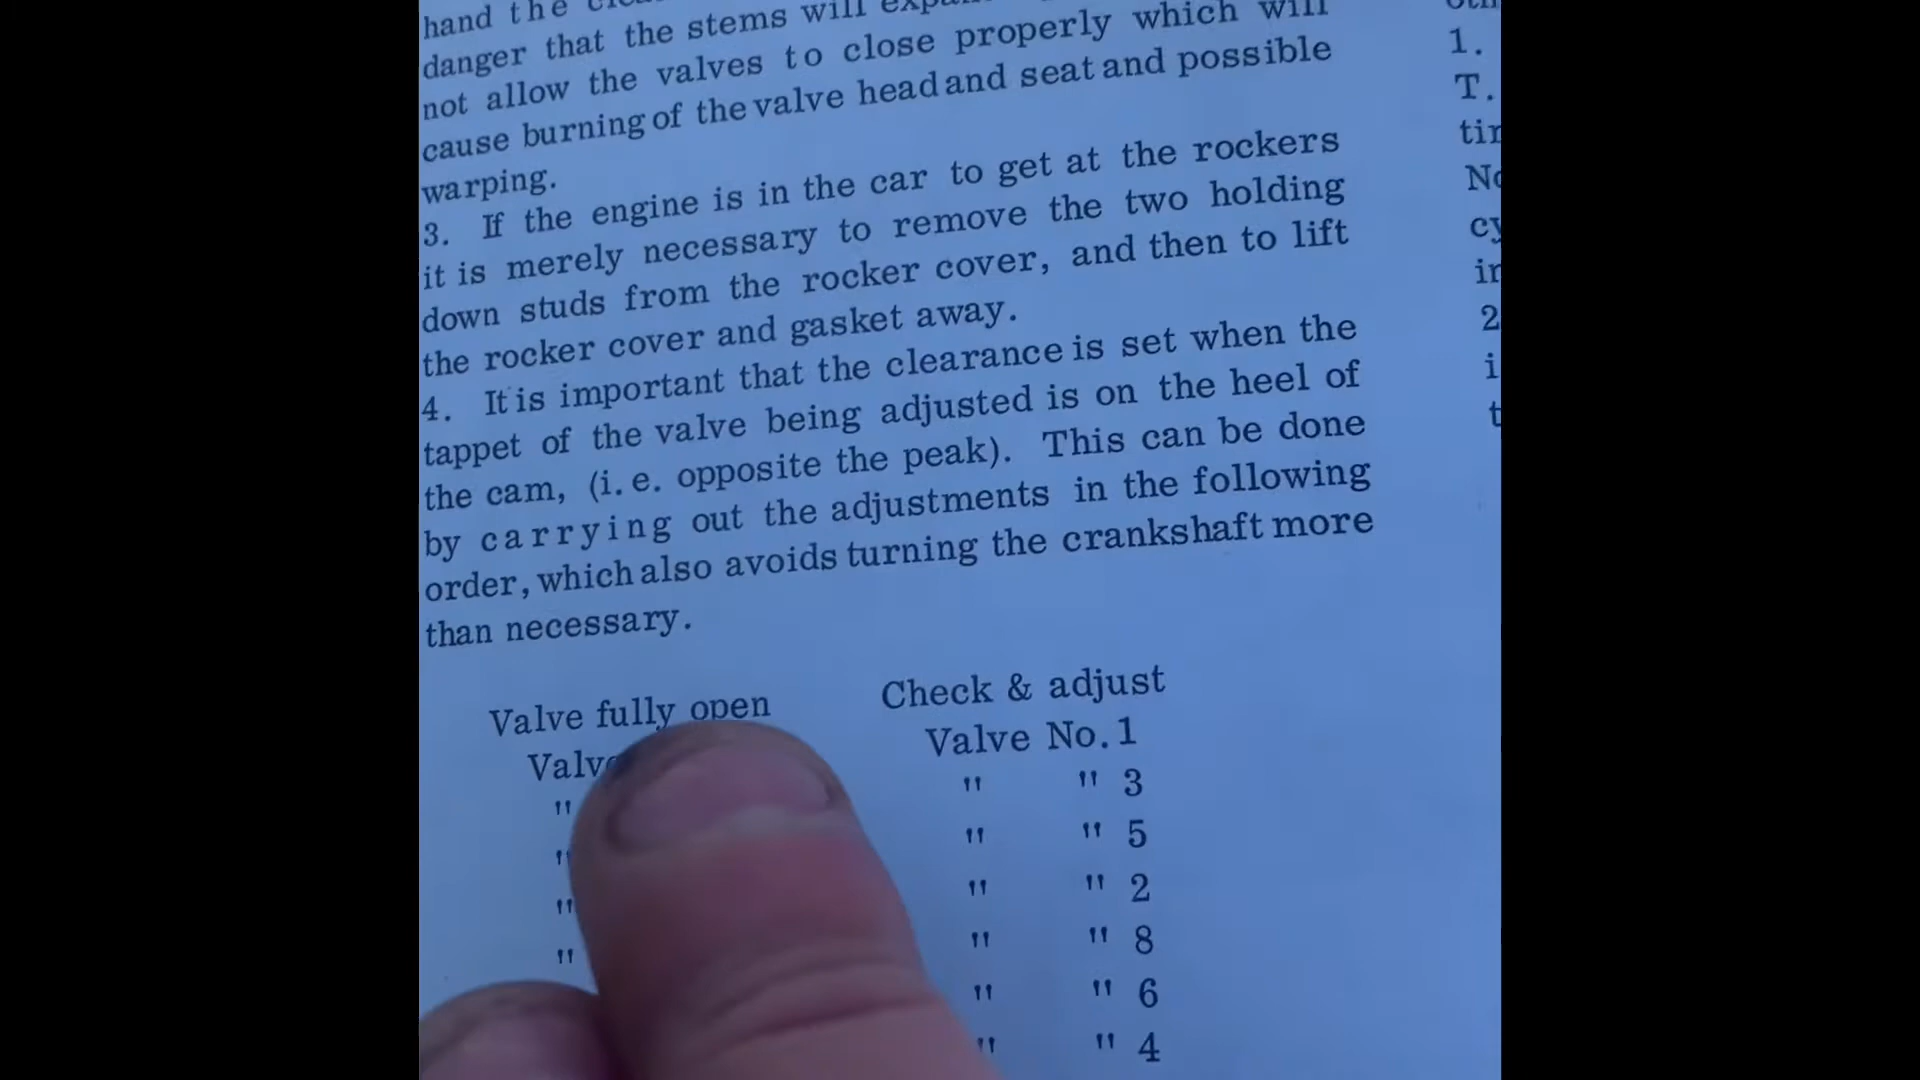 hand the
danger that the stems will
not allow the valves to close properly which will
cause burning of the valve head and seat and possible
warping.
3. If the engine is in the car to get at the rockers
it is merely necessary to remove the two holding
down studs from the rocker cover, and then to lift
the rocker cover and gasket away.
4. It is important that the clearance is set when the
tappet of the valve being adjusted is on the heel of
the cam, (i. e. opposite the peak). This can be done
by carrying out the adjustments in the following
order, which also avoids turning the crankshaft more
than necessary.
Valve fully open Check & adjust
Valve No. 1
" " " 3
" " " 5
" " " 2
" " " 8
" " 6
" " 4
1.
T.
2